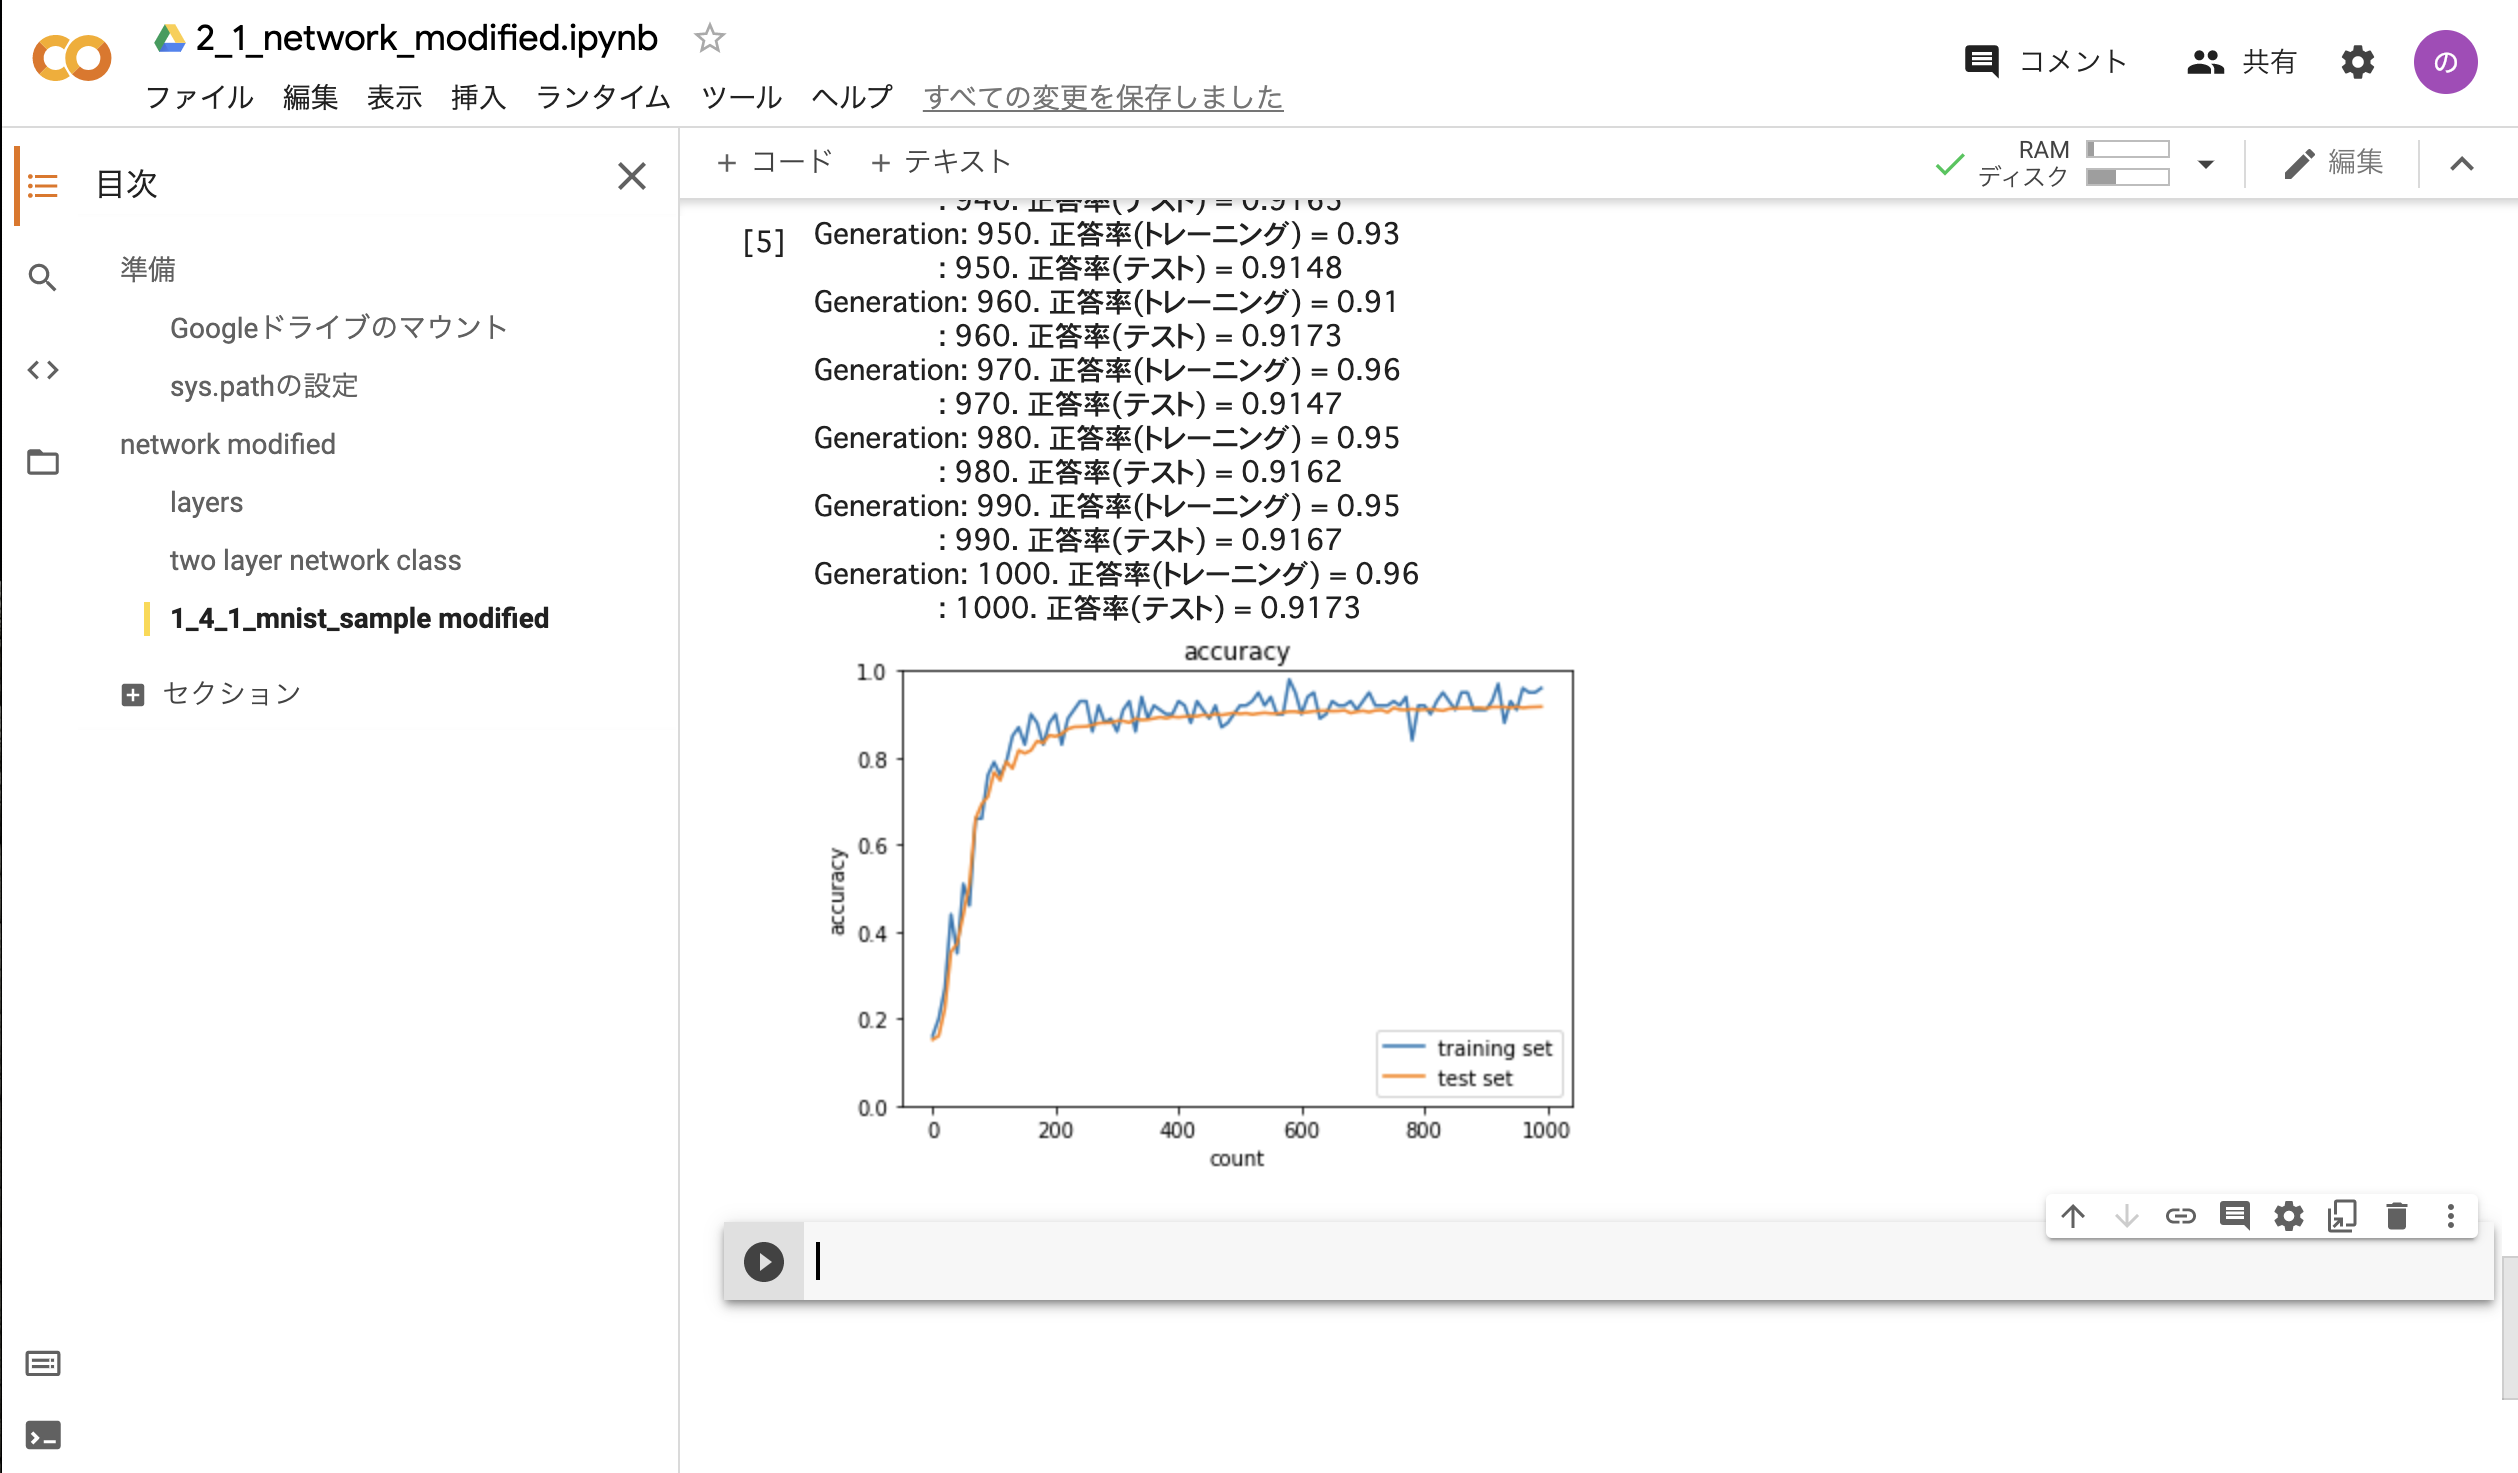 2_1_network_modified.ipynb
ファイル 編集 表示 挿入 ランタイム ツール ヘルプ すべての変更を保存しました
コメント 共有 の
目次
準備
Googleドライブのマウント
sys.pathの設定
network modified
layers
two layer network class
1_4_1_mnist_sample modified
セクション
+ コード + テキスト
RAM
ディスク
編集
: 940. 正答率(テスト) = 0.9165
[5]
Generation: 950. 正答率(トレーニング) = 0.93
: 950. 正答率(テスト) = 0.9148
Generation: 960. 正答率(トレーニング) = 0.91
: 960. 正答率(テスト) = 0.9173
Generation: 970. 正答率(トレーニング) = 0.96
: 970. 正答率(テスト) = 0.9147
Generation: 980. 正答率(トレーニング) = 0.95
: 980. 正答率(テスト) = 0.9162
Generation: 990. 正答率(トレーニング) = 0.95
: 990. 正答率(テスト) = 0.9167
Generation: 1000. 正答率(トレーニング) = 0.96
: 1000. 正答率(テスト) = 0.9173
accuracy
1.0
0.8
0.6
0.4
0.2
0.0
accuracy
training set
test set
0 200 400 600 800 1000
count